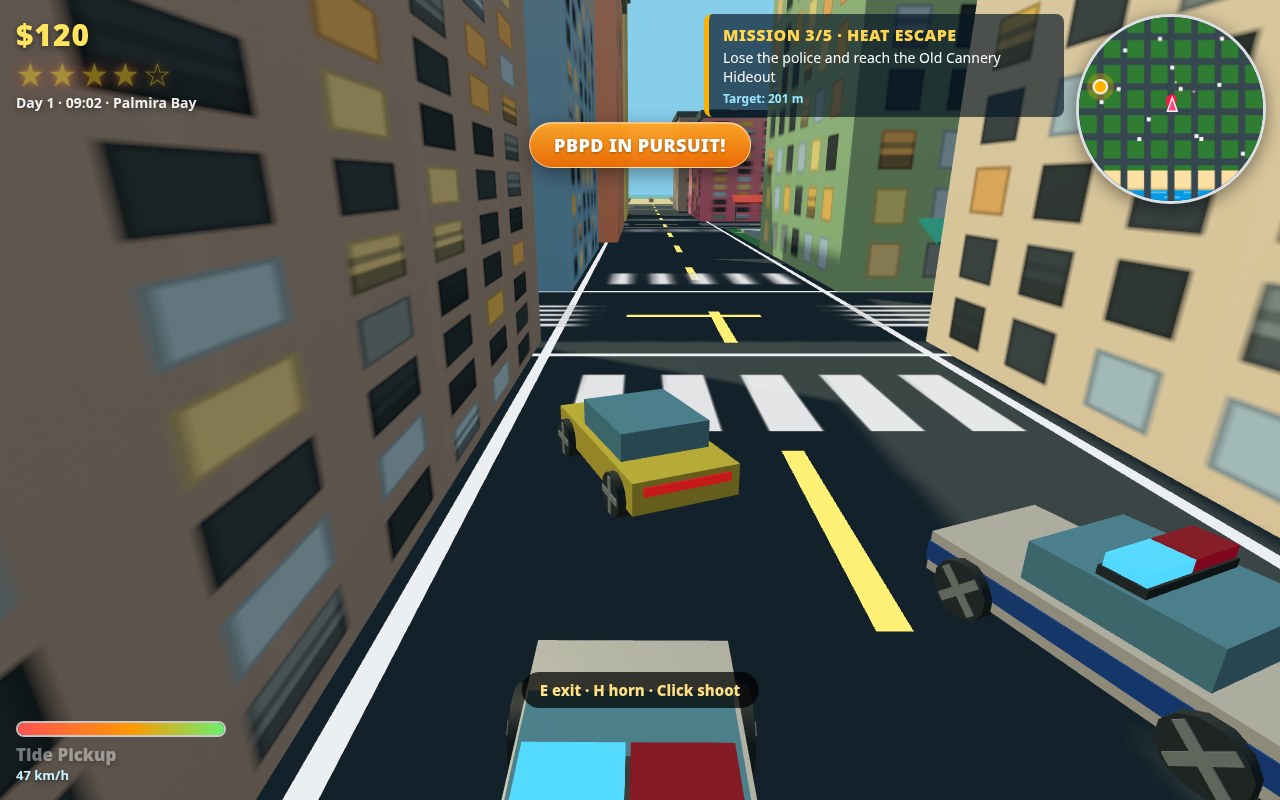 $120
★★★★☆
Day 1 · 09:02 · Palmira Bay
MISSION 3/5 · HEAT ESCAPE
Lose the police and reach the Old Cannery
Hideout
Target: 201 m
PBPD IN PURSUIT!
E exit · H horn · Click shoot
Tide Pickup
47 km/h